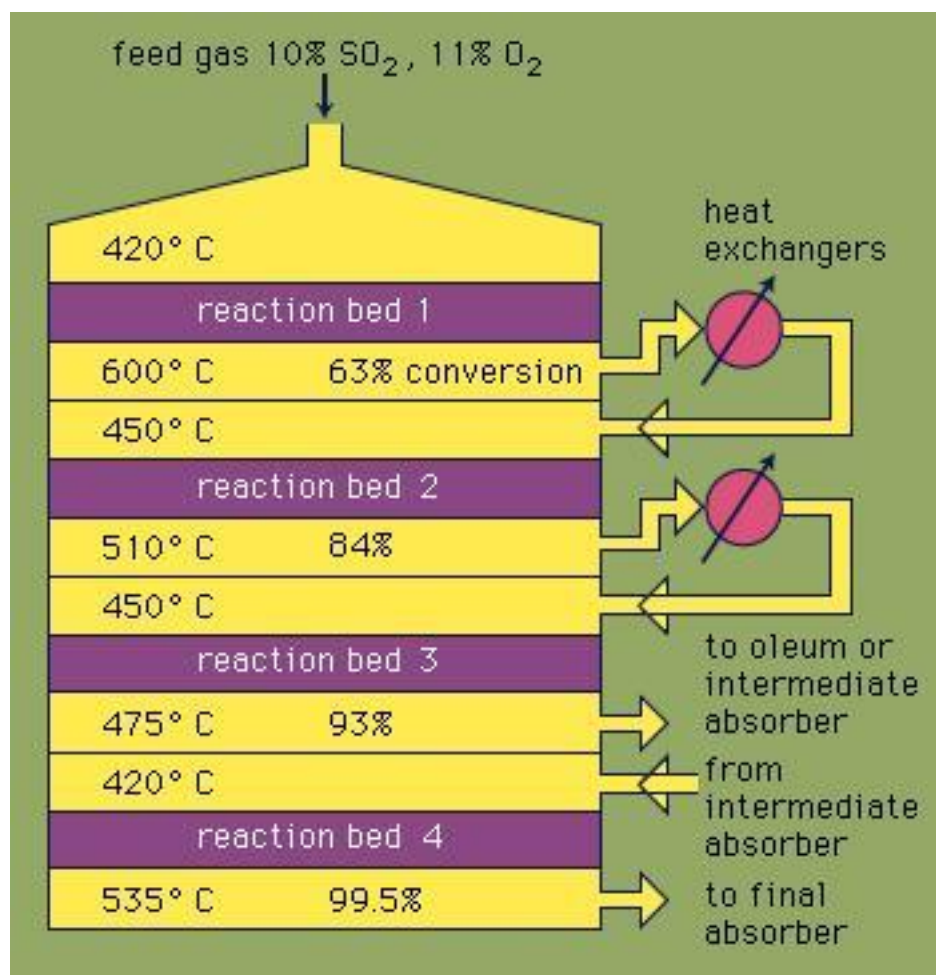 feed gas 10% SO₂, 11% O₂
heat
exchangers
420° C
reaction bed 1
600° C 63% conversion
450° C
reaction bed 2
510° C 84%
450° C
reaction bed 3
to oleum or
intermediate
absorber
475° C 93%
420° C
from
intermediate
absorber
reaction bed 4
535° C 99.5%
to final
absorber